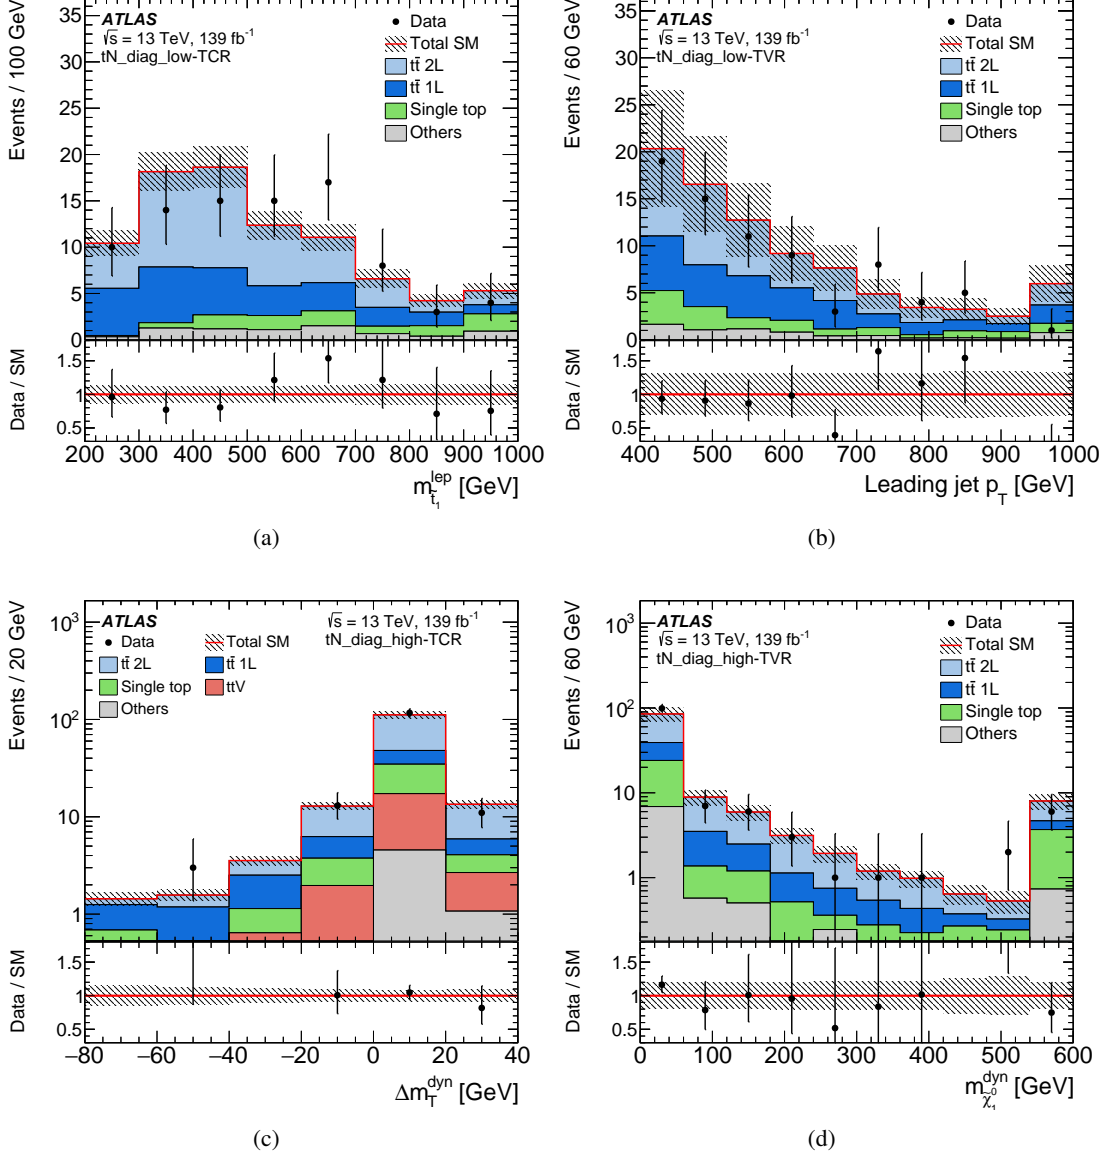 ATLAS
√s = 13 TeV, 139 fb⁻¹
tN_diag_low-TCR
Data
Total SM
tt̄ 2L
tt̄ 1L
Single top
Others
Events / 100 GeV
35
30
25
20
15
10
5
0
Data / SM
1.5
1
0.5
200 300 400 500 600 700 800 900 1000
m^lep_t̃₁ [GeV]
(a)
ATLAS
√s = 13 TeV, 139 fb⁻¹
tN_diag_low-TVR
Data
Total SM
tt̄ 2L
tt̄ 1L
Single top
Others
Events / 60 GeV
35
30
25
20
15
10
5
0
Data / SM
1.5
1
0.5
400 500 600 700 800 900 1000
Leading jet p_T [GeV]
(b)
ATLAS
√s = 13 TeV, 139 fb⁻¹
tN_diag_high-TCR
Data
Total SM
tt̄ 2L
tt̄ 1L
Single top
ttV
Others
Events / 20 GeV
10³
10²
10
1
Data / SM
1.5
1
0.5
−80 −60 −40 −20 0 20 40
Δm_T^dyn [GeV]
(c)
ATLAS
√s = 13 TeV, 139 fb⁻¹
tN_diag_high-TVR
Data
Total SM
tt̄ 2L
tt̄ 1L
Single top
Others
Events / 60 GeV
10³
10²
10
1
Data / SM
1.5
1
0.5
0 100 200 300 400 500 600
m^dyn_χ̃₁⁰ [GeV]
(d)